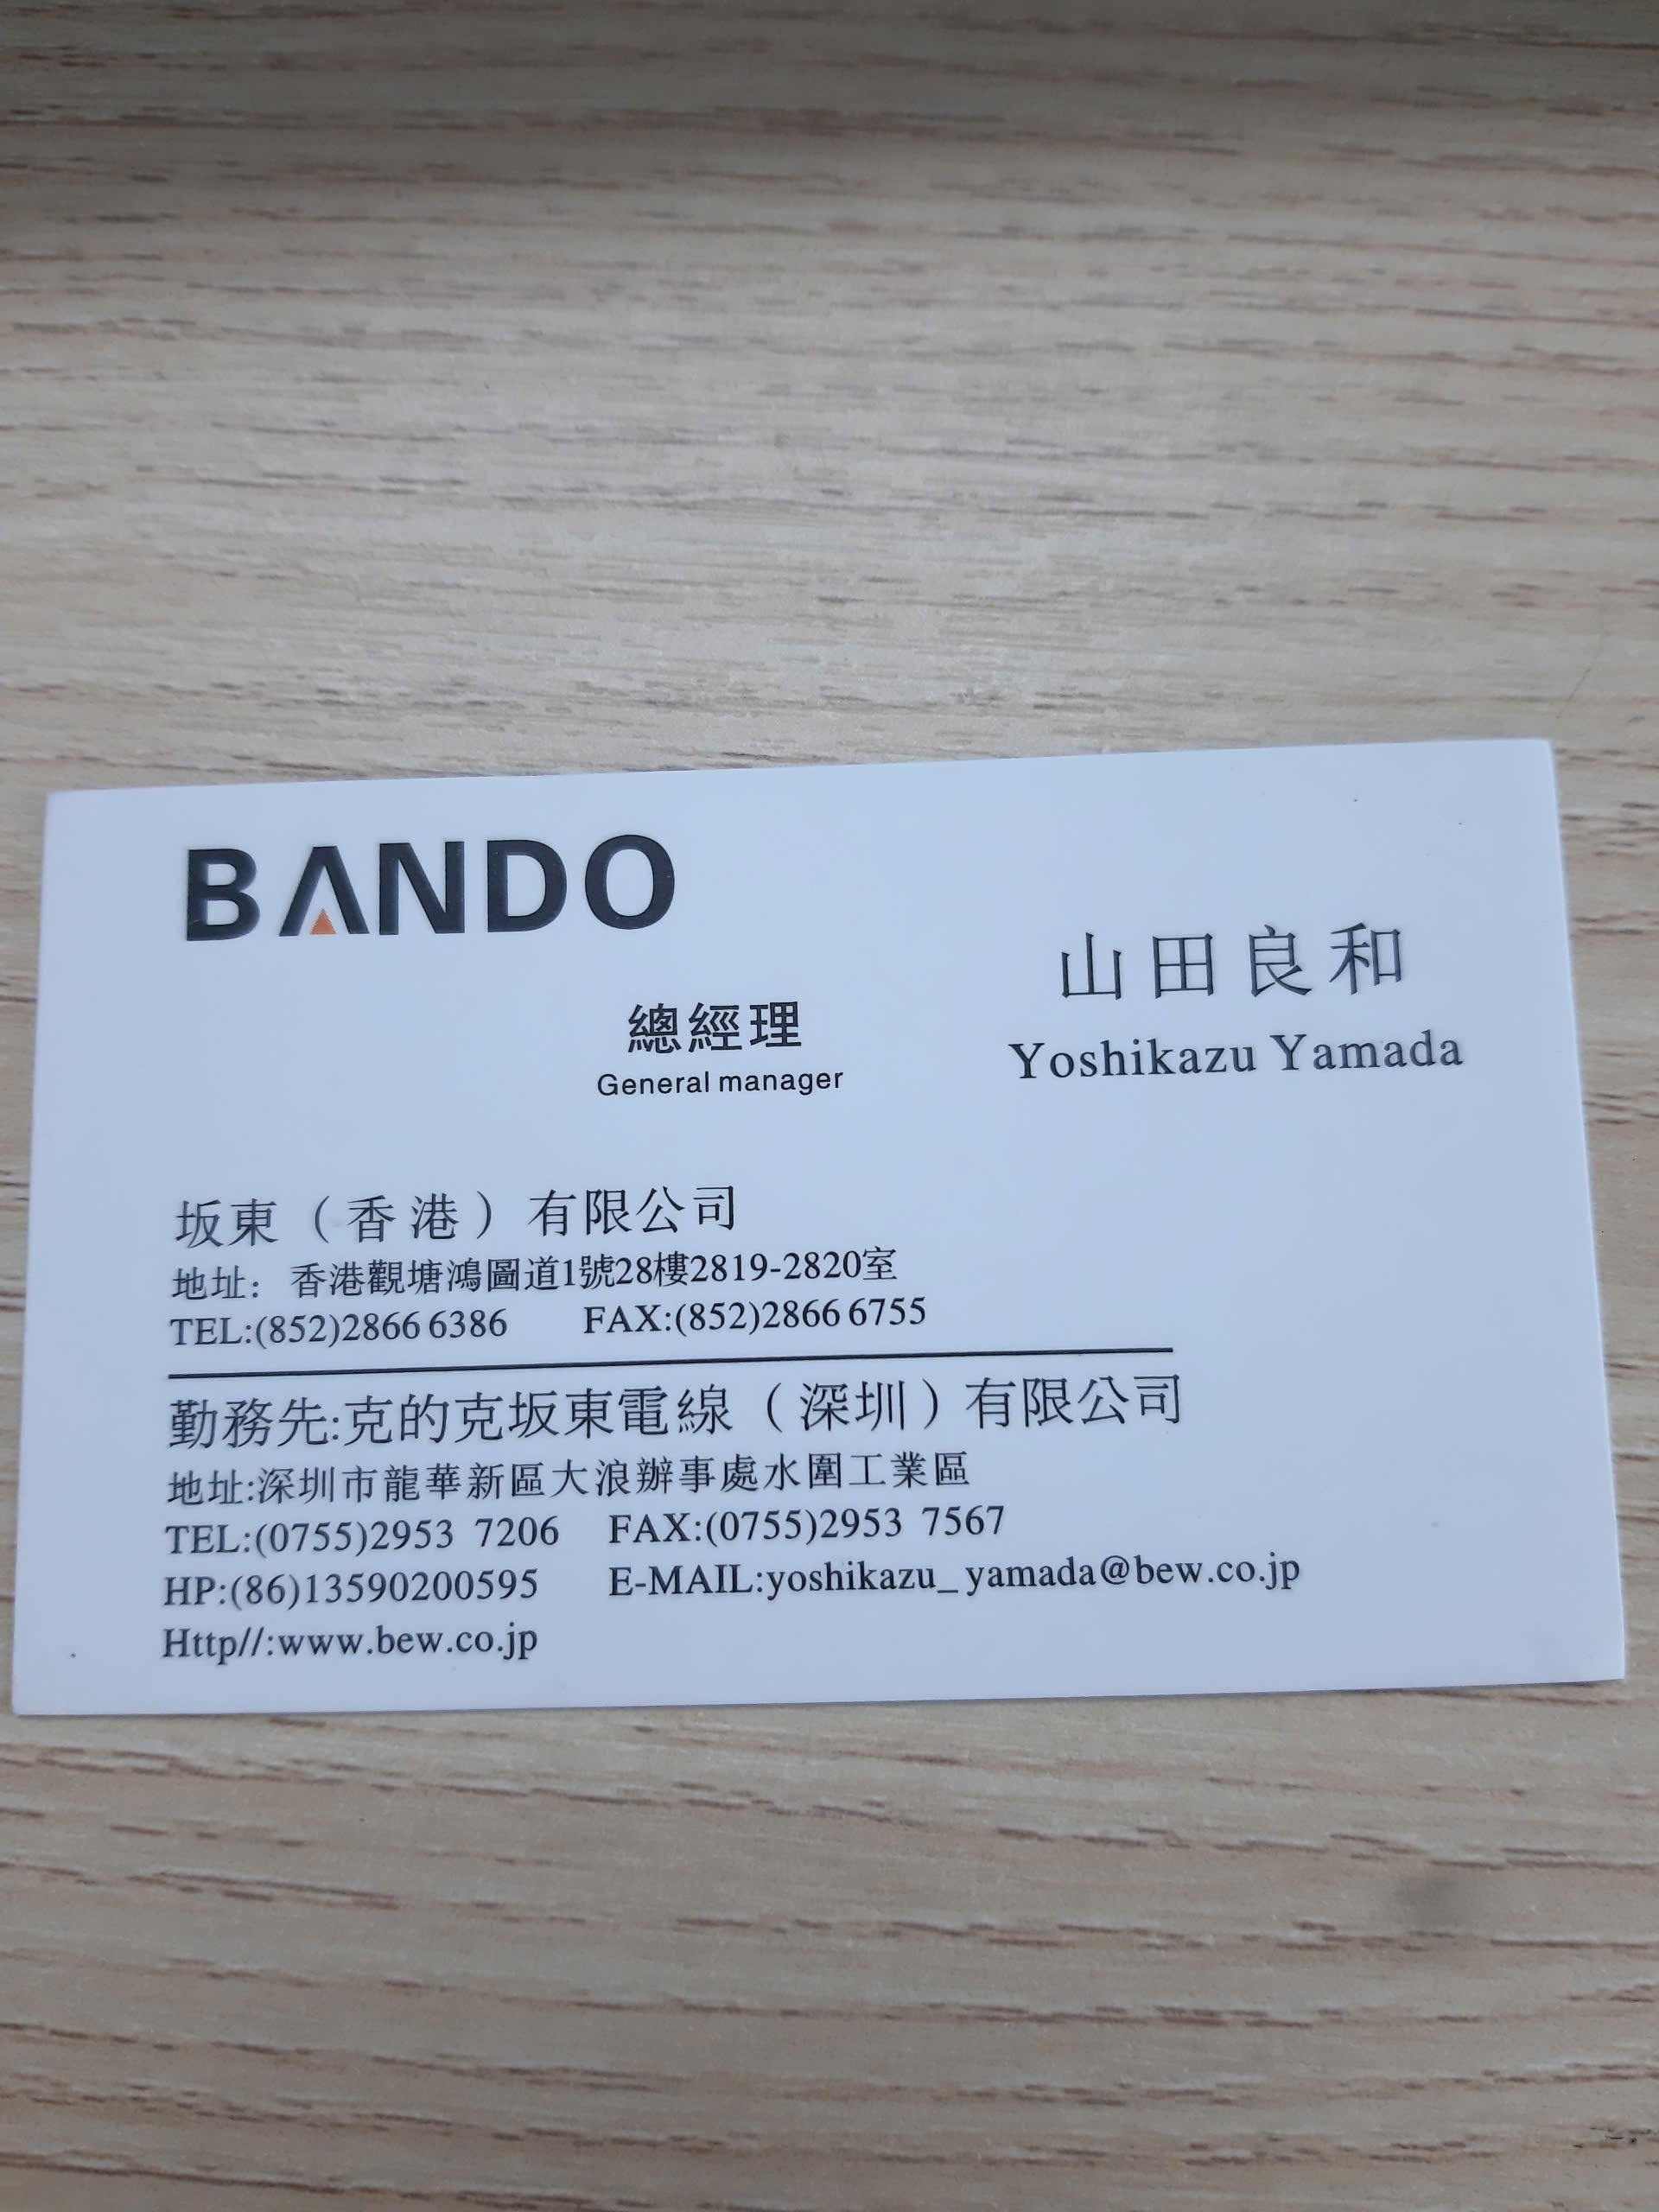 BANDO
山田良和
總經理
Yoshikazu Yamada
General manager
坂東（香港）有限公司
地址：香港觀塘鴻圖道1號28樓2819-2820室
TEL:(852)2866 6386 FAX:(852)2866 6755
勤務先:克的克坂東電線（深圳）有限公司
地址:深圳市龍華新區大浪辦事處水圍工業區
TEL:(0755)2953 7206 FAX:(0755)2953 7567
HP:(86)13590200595 E-MAIL:yoshikazu_yamada@bew.co.jp
Http//:www.bew.co.jp